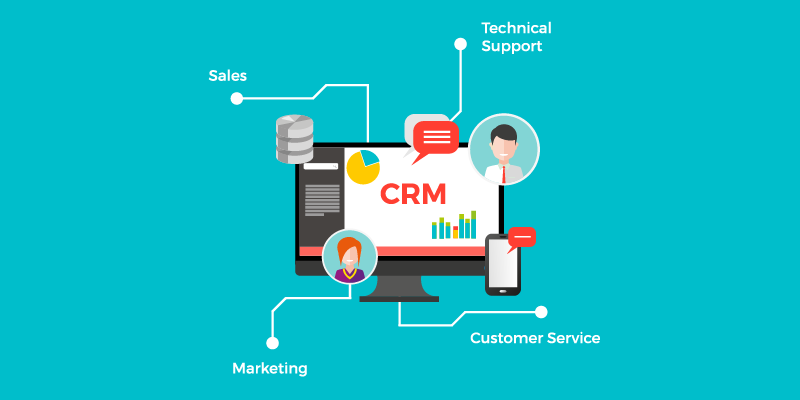 Technical
Support
Sales
CRM
Customer Service
Marketing